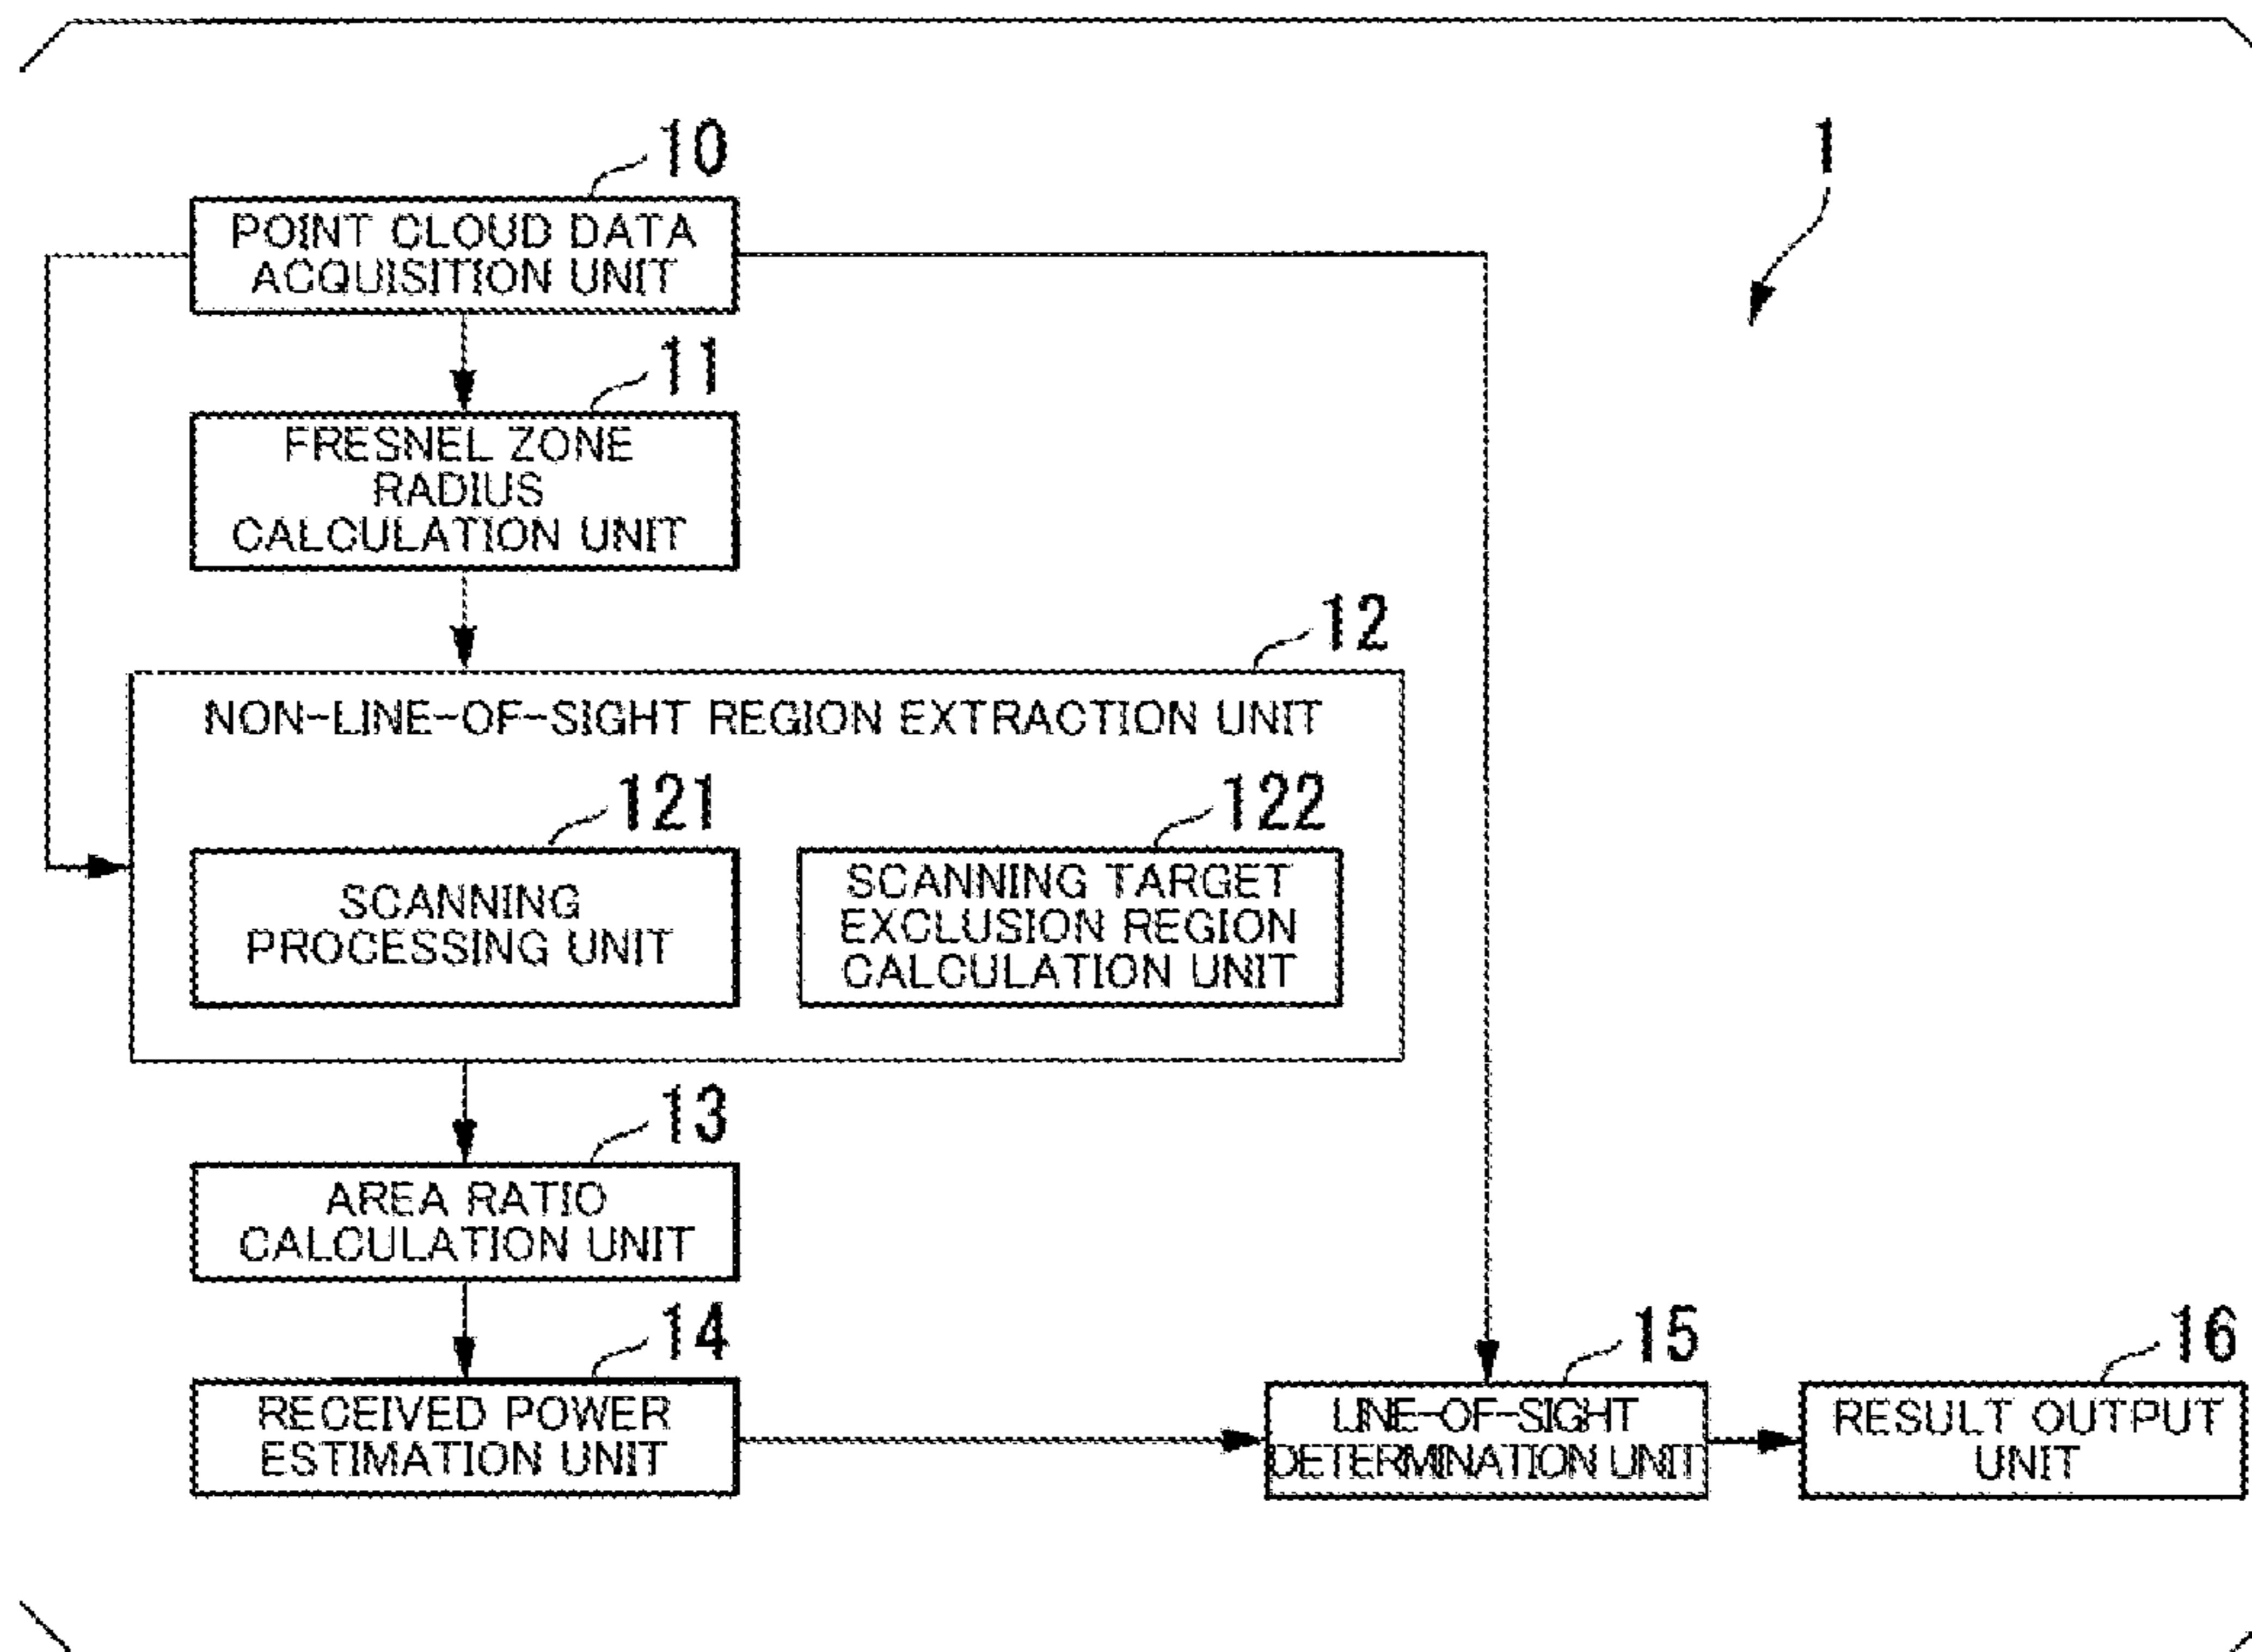 10
1
POINT CLOUD DATA
ACQUISITION UNIT
11
FRESNEL ZONE
RADIUS
CALCULATION UNIT
12
NON-LINE-OF-SIGHT REGION EXTRACTION UNIT
121
SCANNING
PROCESSING UNIT
122
SCANNING TARGET
EXCLUSION REGION
CALCULATION UNIT
13
AREA RATIO
CALCULATION UNIT
14
RECEIVED POWER
ESTIMATION UNIT
15
LINE-OF-SIGHT
DETERMINATION UNIT
16
RESULT OUTPUT
UNIT